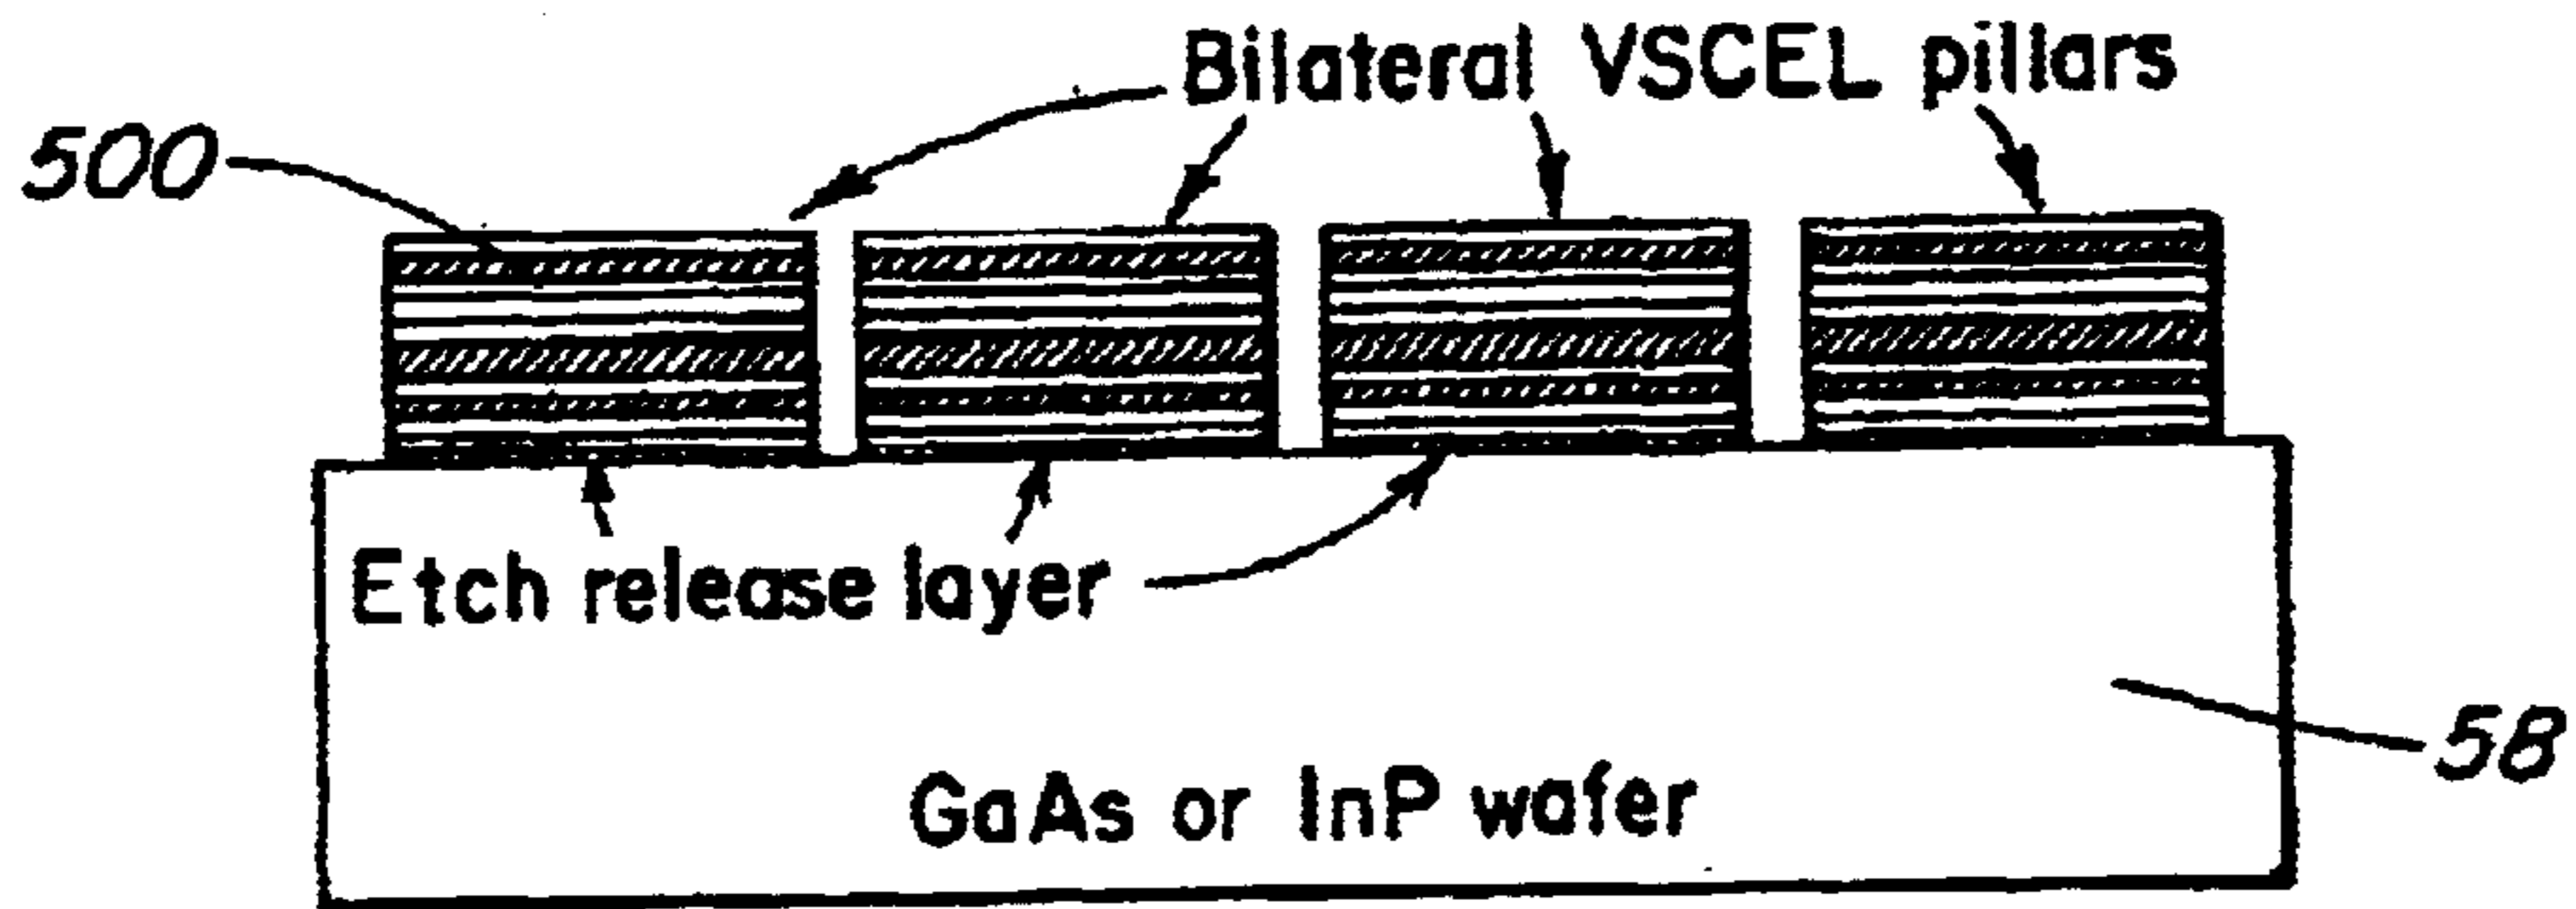 Bilateral VSCEL pillars
500
Etch release layer
58
GaAs or InP wafer